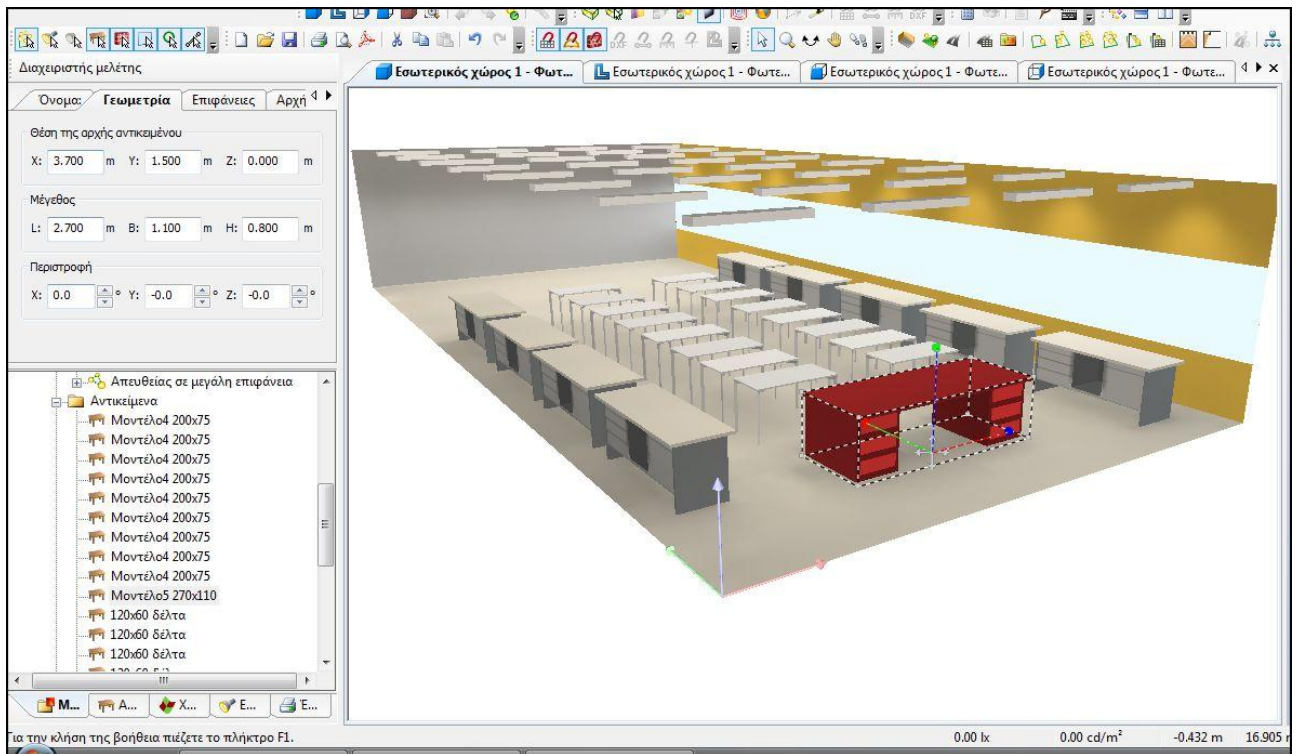 DXF
DXF
Διαχειριστής μελέτης
Εσωτερικός χώρος 1 - Φωτ...
Εσωτερικός χώρος 1 - Φωτε...
Εσωτερικός χώρος 1 - Φωτε...
Εσωτερικός χώρος 1 - Φωτε...
Όνομα:
Γεωμετρία
Επιφάνειες
Αρχή
Θέση της αρχής αντικειμένου
X: 3.700 m Y: 1.500 m Z: 0.000 m
Μέγεθος
L: 2.700 m B: 1.100 m H: 0.800 m
Περιστροφή
X: 0.0 ° Y: -0.0 ° Z: -0.0 °
Απευθείας σε μεγάλη επιφάνεια
Αντικείμενα
Μοντέλο4 200x75
Μοντέλο4 200x75
Μοντέλο4 200x75
Μοντέλο4 200x75
Μοντέλο4 200x75
Μοντέλο4 200x75
Μοντέλο4 200x75
Μοντέλο4 200x75
Μοντέλο4 200x75
Μοντέλο5 270x110
120x60 δέλτα
120x60 δέλτα
120x60 δέλτα
Μ...
Α...
Χ...
Ε...
Έ...
Για την κλήση της βοήθεια πιέζετε το πλήκτρο F1.
0.00 lx
0.00 cd/m²
-0.432 m
16.905